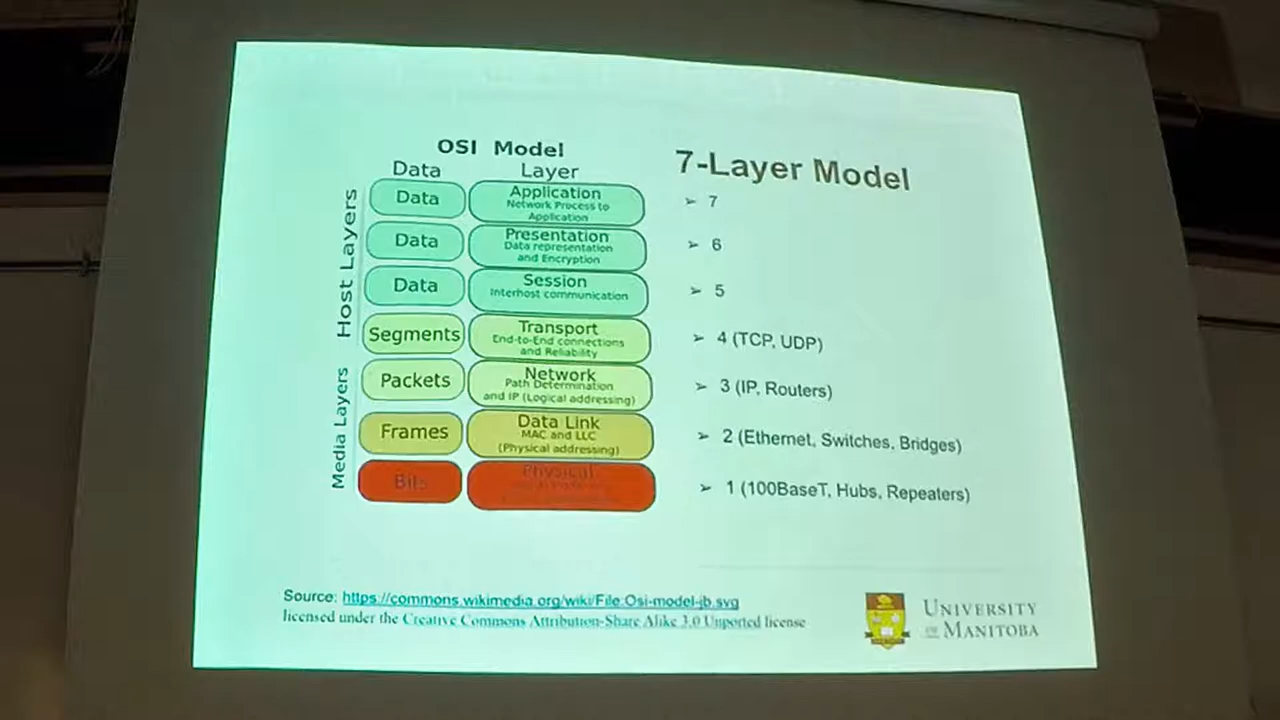 OSI Model
7-Layer Model
Data
Layer
Host Layers
Data
Application
Network Process to
Application
➢ 7
Data
Presentation
Data representation
and Encryption
➢ 6
Data
Session
Interhost communication
➢ 5
Segments
Transport
End-to-End connections
and Reliability
➢ 4 (TCP, UDP)
Media Layers
Packets
Network
Path Determination
and IP (Logical addressing)
➢ 3 (IP, Routers)
Frames
Data Link
MAC and LLC
(Physical addressing)
➢ 2 (Ethernet, Switches, Bridges)
Bits
Physical
➢ 1 (100BaseT, Hubs, Repeaters)
Source: https://commons.wikimedia.org/wiki/File:Osi-model-jb.svg
licensed under the Creative Commons Attribution-Share Alike 3.0 Unported license
UNIVERSITY
OF MANITOBA